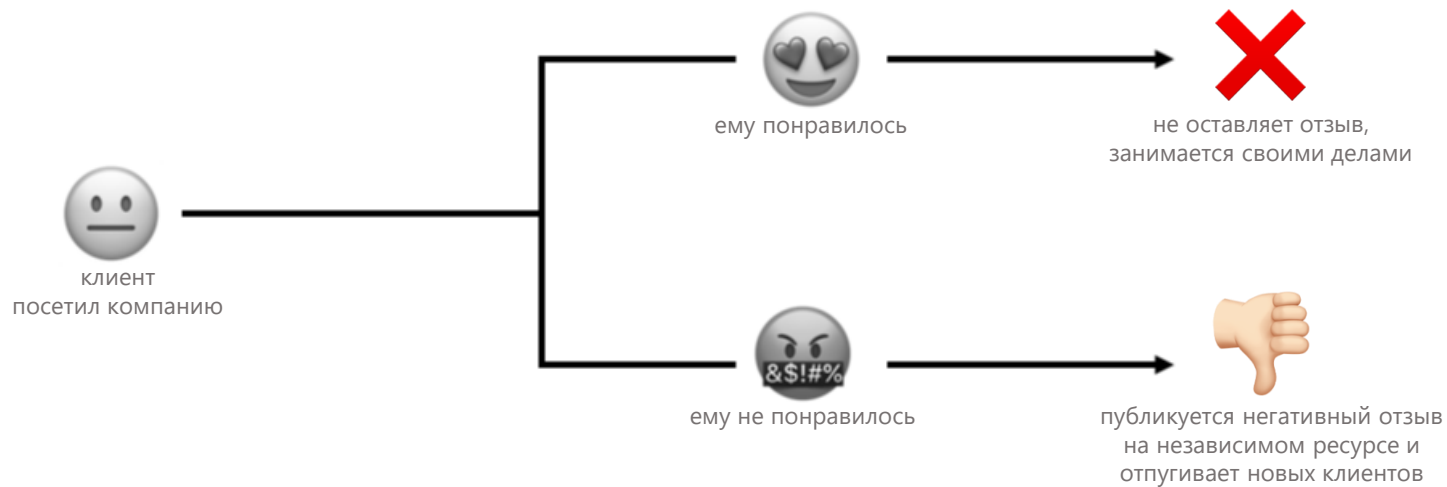 ему понравилось
не оставляет отзыв,
занимается своими делами
клиент
посетил компанию
&$!#%
ему не понравилось
публикуется негативный отзыв
на независимом ресурсе и
отпугивает новых клиентов